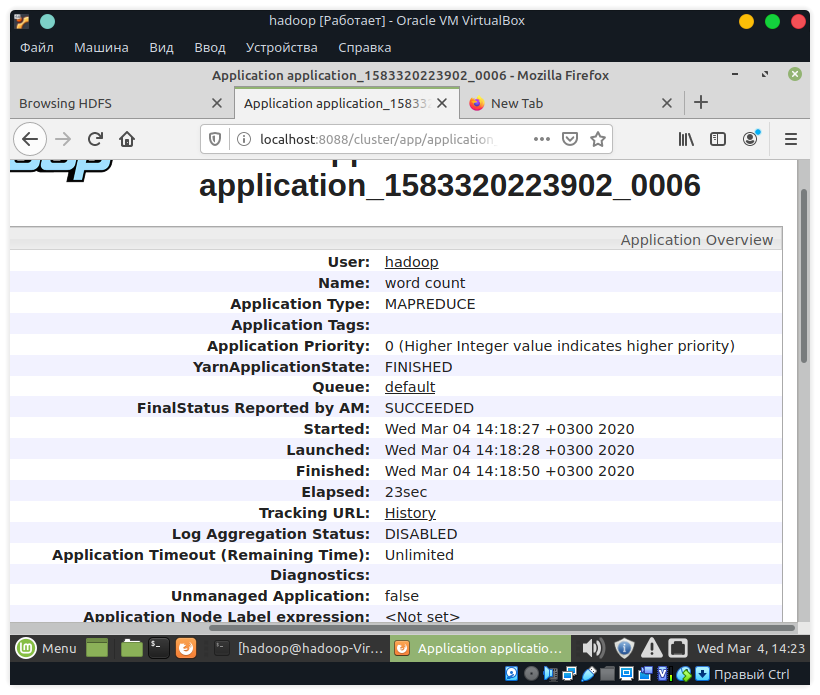 hadoop [Работает] - Oracle VM VirtualBox
Файл Машина Вид Ввод Устройства Справка
Application application_1583320223902_0006 - Mozilla Firefox
Browsing HDFS Application application_15833 New Tab
localhost:8088/cluster/app/application_
application_1583320223902_0006
Application Overview
User: hadoop
Name: word count
Application Type: MAPREDUCE
Application Tags:
Application Priority: 0 (Higher Integer value indicates higher priority)
YarnApplicationState: FINISHED
Queue: default
FinalStatus Reported by AM: SUCCEEDED
Started: Wed Mar 04 14:18:27 +0300 2020
Launched: Wed Mar 04 14:18:28 +0300 2020
Finished: Wed Mar 04 14:18:50 +0300 2020
Elapsed: 23sec
Tracking URL: History
Log Aggregation Status: DISABLED
Application Timeout (Remaining Time): Unlimited
Diagnostics:
Unmanaged Application: false
Application Node Label expression: <Not set>
Menu [hadoop@hadoop-Vir... Application applicatio... Wed Mar 4, 14:23
Правый Ctrl